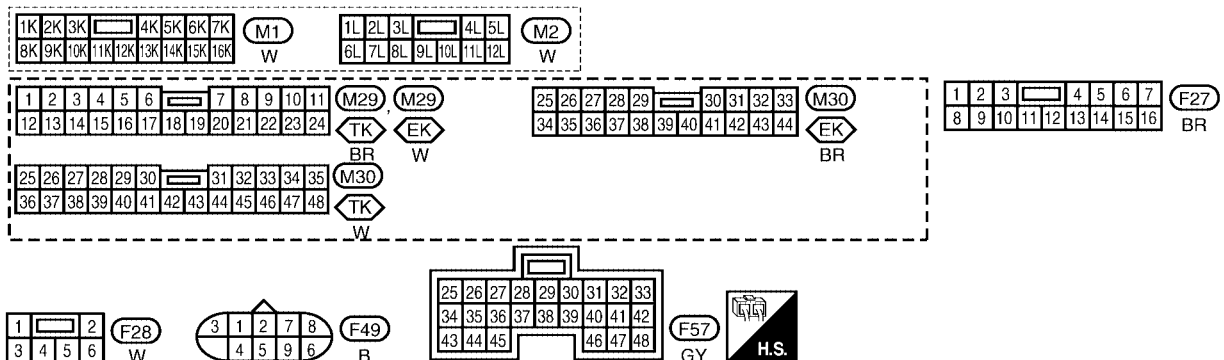 1K 2K 3K 4K 5K 6K 7K
8K 9K 10K 11K 12K 13K 14K 15K 16K
M1
W
1L 2L 3L 4L 5L
6L 7L 8L 9L 10L 11L 12L
M2
W
1 2 3 4 5 6 7 8 9 10 11
12 13 14 15 16 17 18 19 20 21 22 23 24
M29 , M29
TK EK
BR W
25 26 27 28 29 30 31 32 33
34 35 36 37 38 39 40 41 42 43 44
M30
EK
BR
1 2 3 4 5 6 7
8 9 10 11 12 13 14 15 16
F27
BR
25 26 27 28 29 30 31 32 33 34 35
36 37 38 39 40 41 42 43 44 45 46 47 48
M30
TK
W
1 2
3 4 5 6
F28
W
3 1 2 7 8
4 5 9 6
F49
B
25 26 27 28 29 30 31 32 33
34 35 36 37 38 39 40 41 42
43 44 45 46 47 48
F57
GY
H.S.